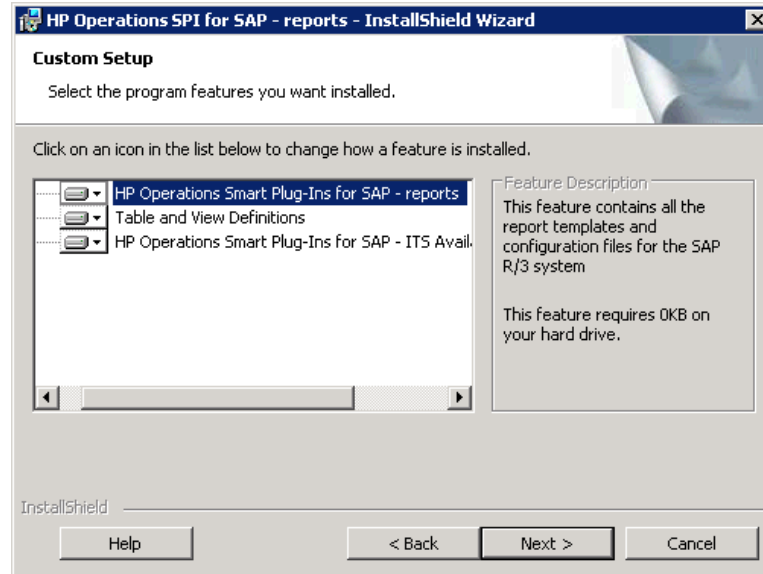 HP Operations SPI for SAP - reports - InstallShield Wizard
Custom Setup
Select the program features you want installed.
Click on an icon in the list below to change how a feature is installed.
HP Operations Smart Plug-Ins for SAP - reports
Table and View Definitions
HP Operations Smart Plug-Ins for SAP - ITS Avail
Feature Description
This feature contains all the
report templates and
configuration files for the SAP
R/3 system
This feature requires 0KB on
your hard drive.
InstallShield
Help
< Back
Next >
Cancel